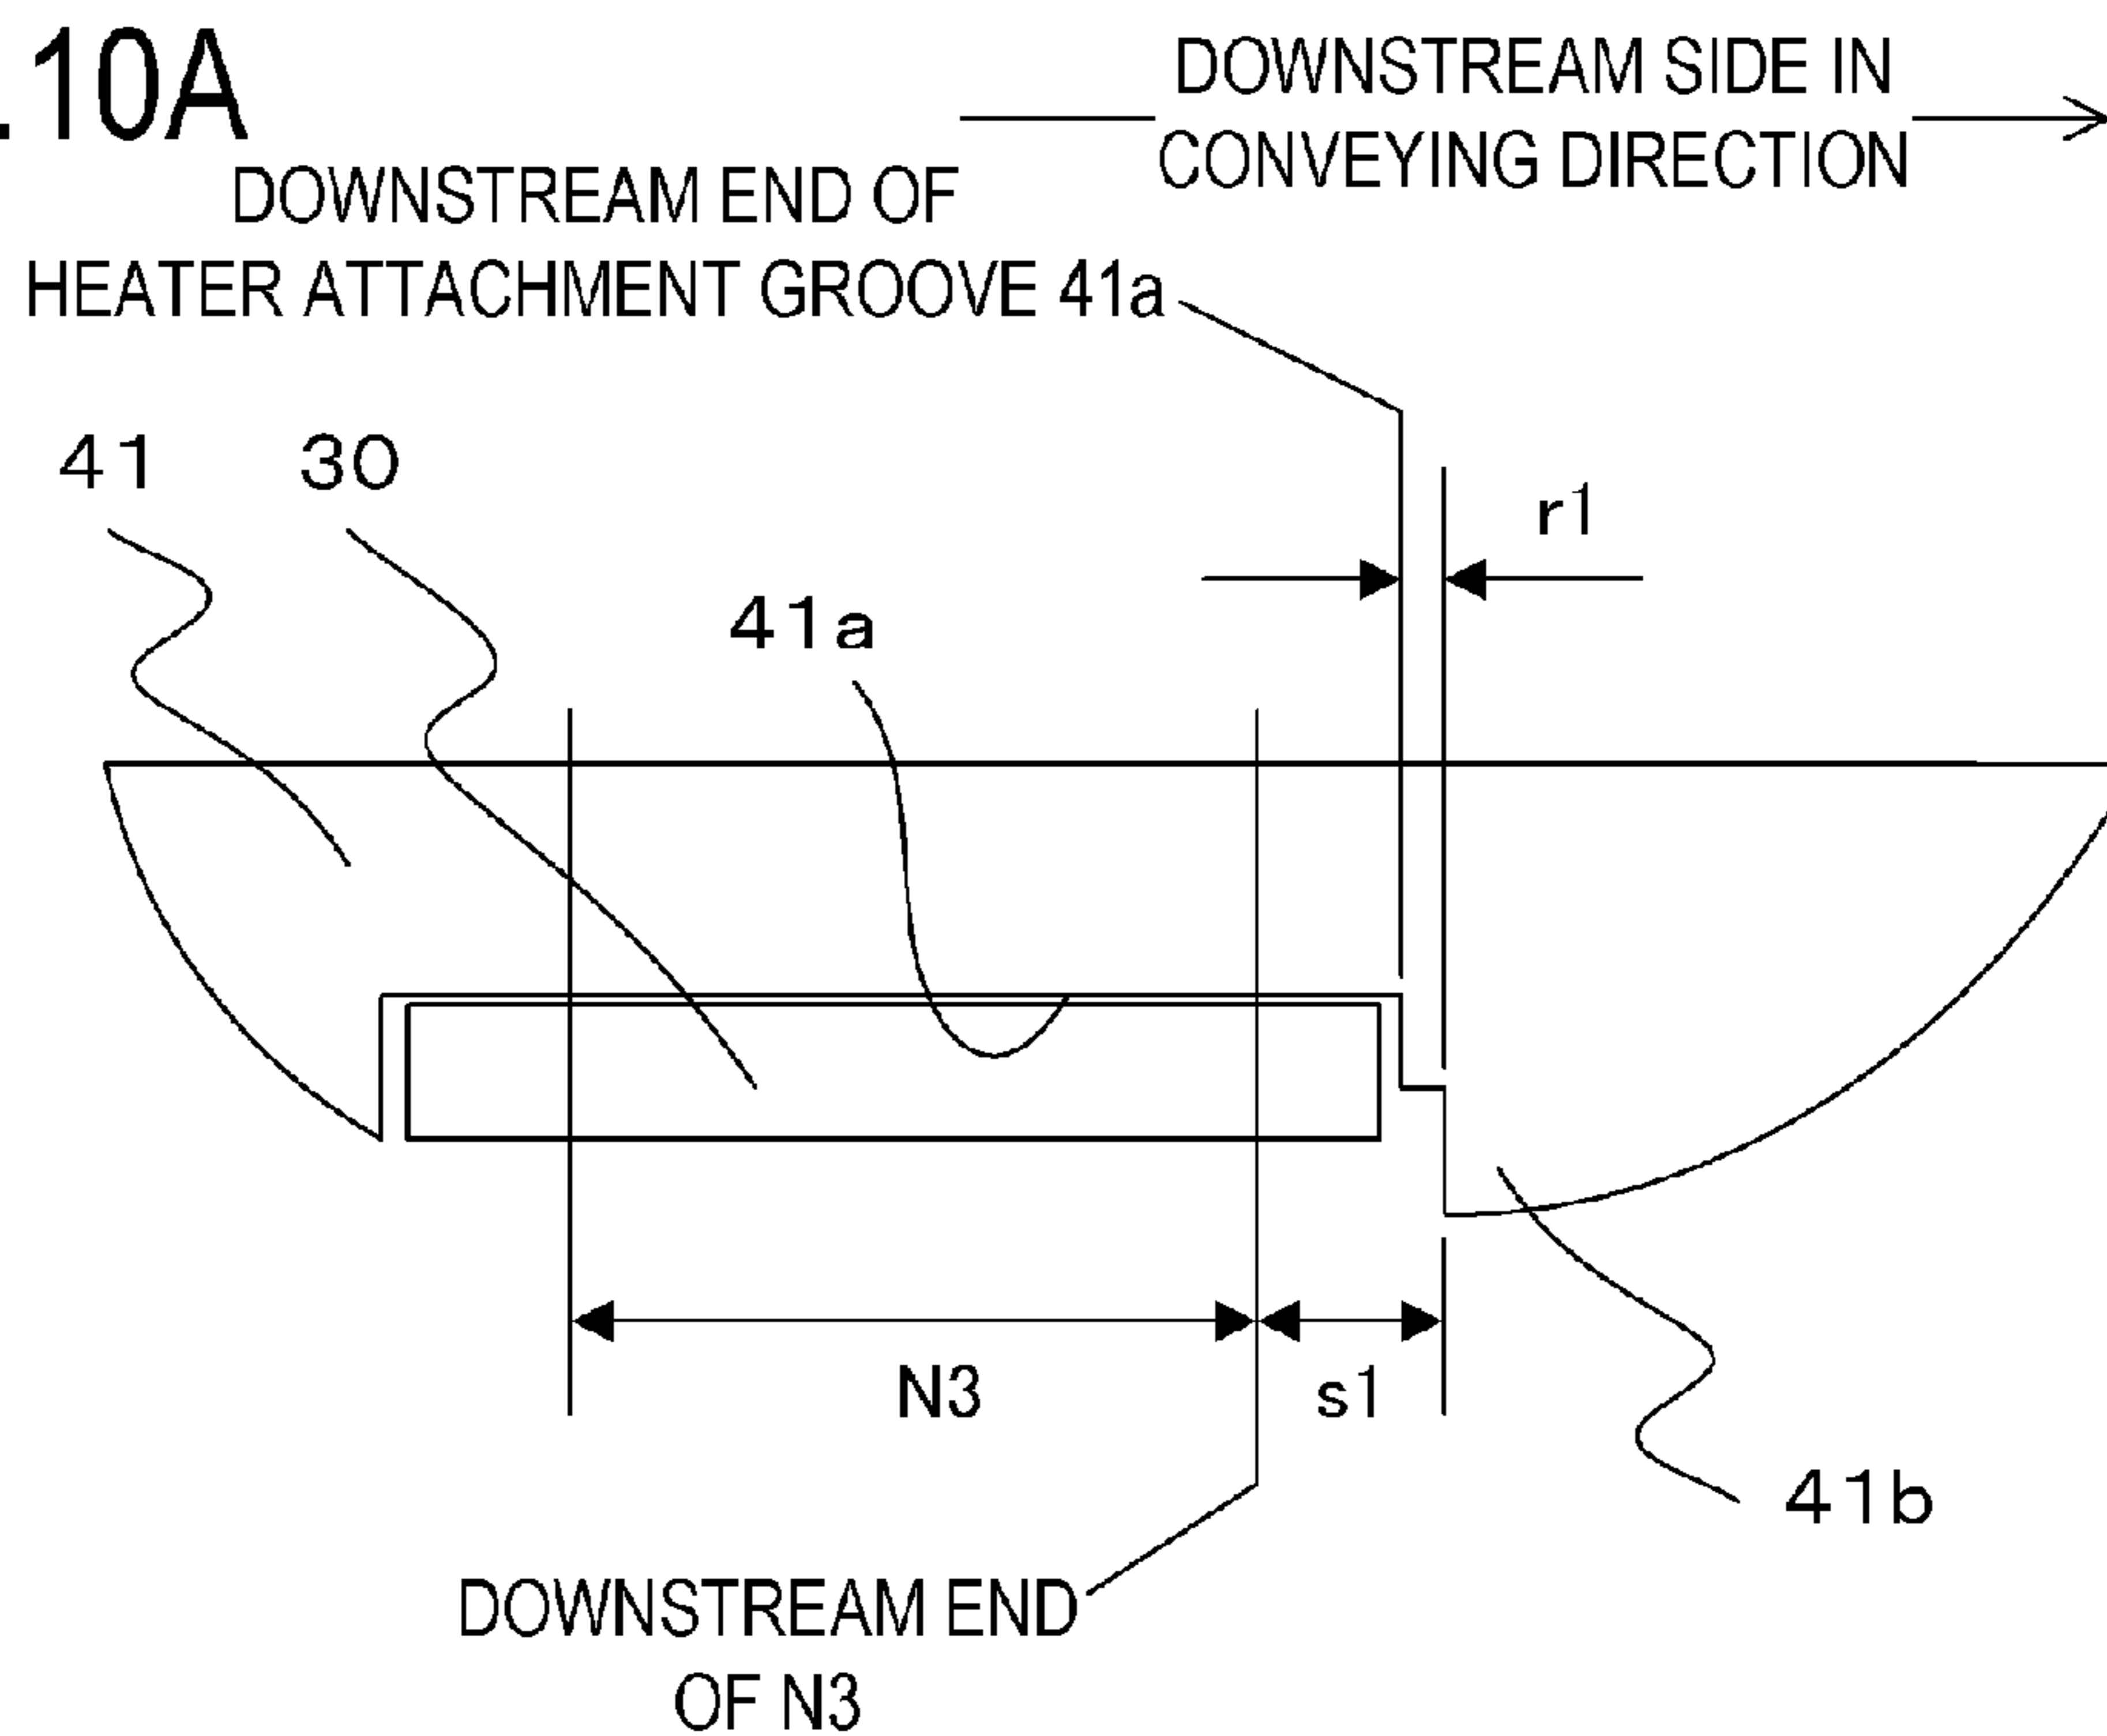 .10A
DOWNSTREAM SIDE IN
CONVEYING DIRECTION
DOWNSTREAM END OF
HEATER ATTACHMENT GROOVE 41a
41
30
r1
41a
N3
s1
41b
DOWNSTREAM END
OF N3